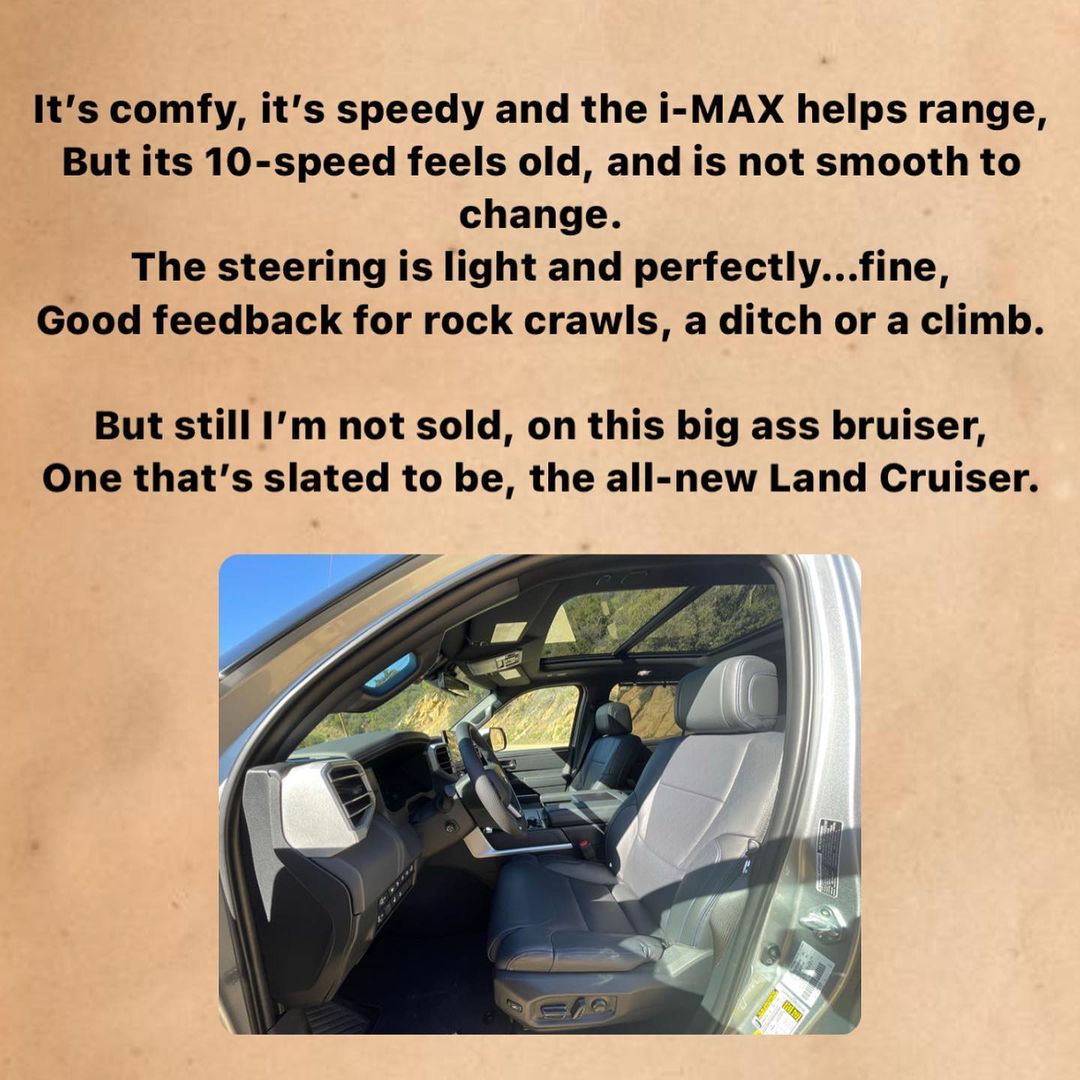 It’s comfy, it’s speedy and the i-MAX helps range,
But its 10-speed feels old, and is not smooth to
change.
The steering is light and perfectly...fine,
Good feedback for rock crawls, a ditch or a climb.
But still I’m not sold, on this big ass bruiser,
One that’s slated to be, the all-new Land Cruiser.